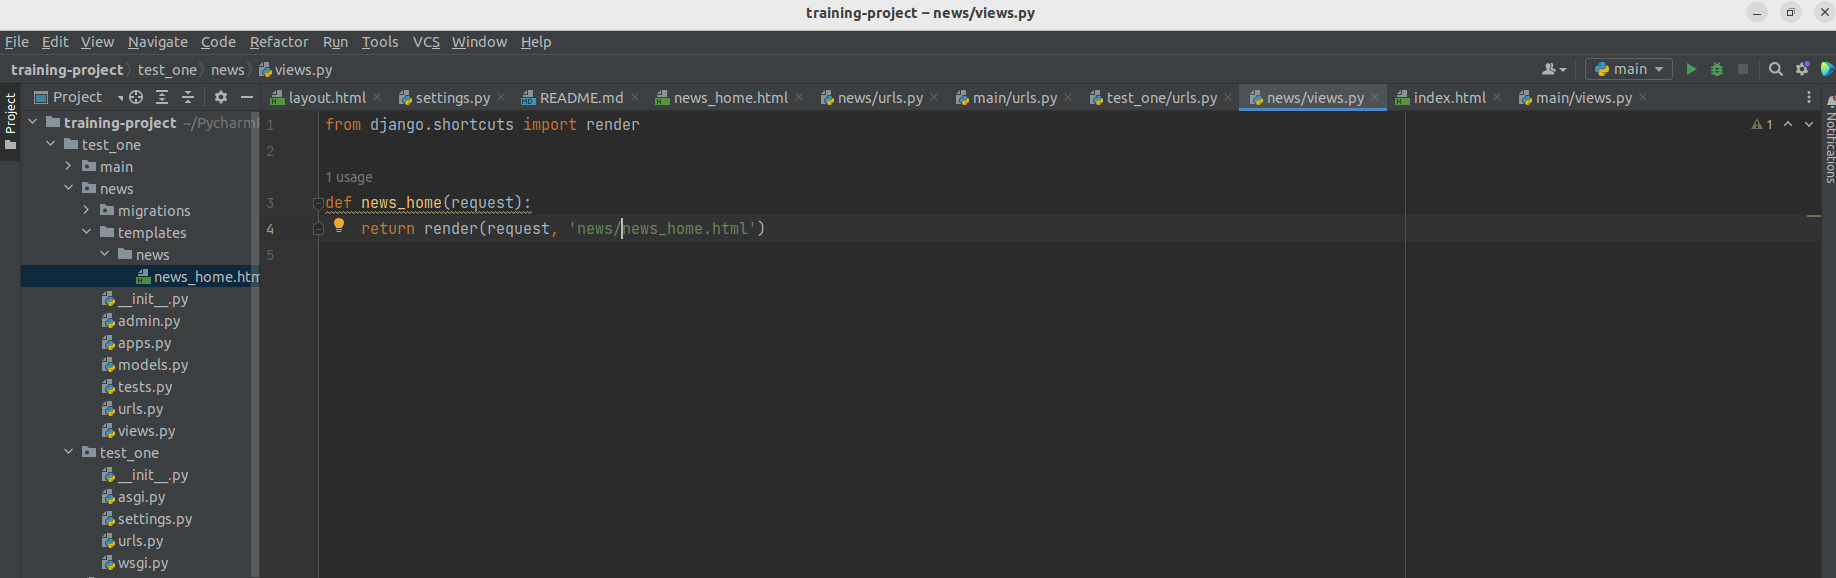 training-project – news/views.py
File Edit View Navigate Code Refactor Run Tools VCS Window Help
training-project test_one news views.py
main
Project
layout.html settings.py README.md news_home.html news/urls.py main/urls.py test_one/urls.py news/views.py index.html main/views.py
Project
Notifications
training-project ~/Pycharm
test_one
main
news
migrations
templates
news
news_home.htm
__init__.py
admin.py
apps.py
models.py
tests.py
urls.py
views.py
test_one
__init__.py
asgi.py
settings.py
urls.py
wsgi.py
1 from django.shortcuts import render
1
2
1 usage
3 def news_home(request):
4 return render(request, 'news/news_home.html')
5